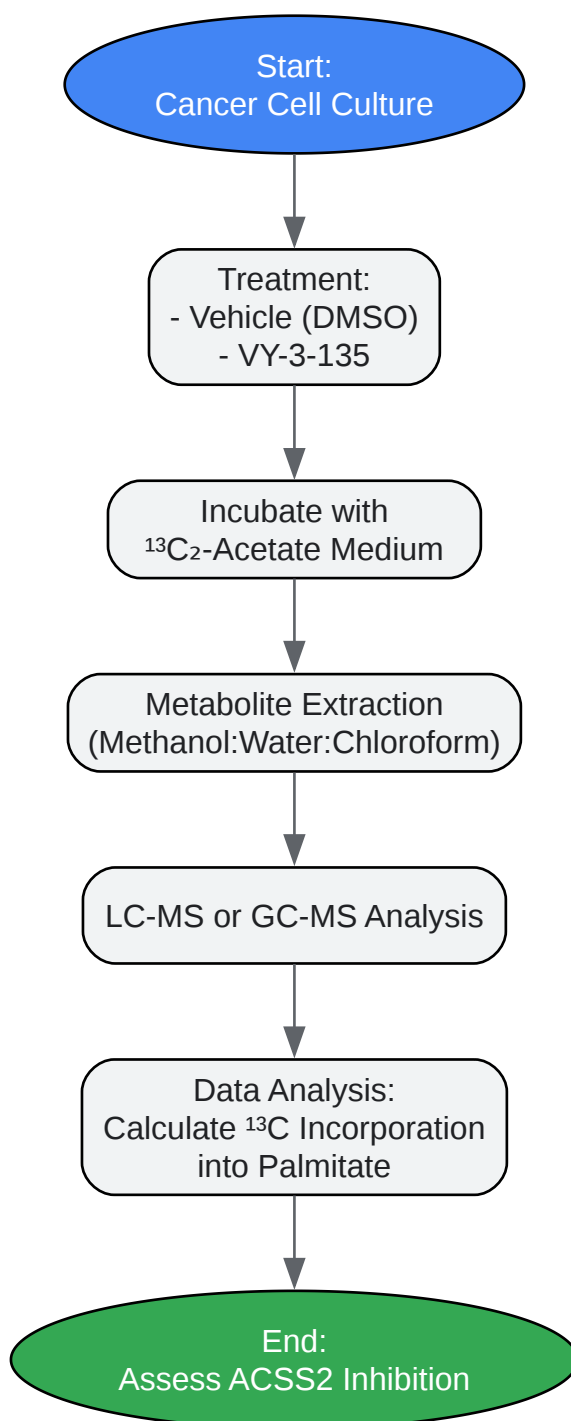 Start:
Cancer Cell Culture
Treatment:
- Vehicle (DMSO)
- VY-3-135
Incubate with
¹³C₂-Acetate Medium
Metabolite Extraction
(Methanol:Water:Chloroform)
LC-MS or GC-MS Analysis
Data Analysis:
Calculate ¹³C Incorporation
into Palmitate
End:
Assess ACSS2 Inhibition